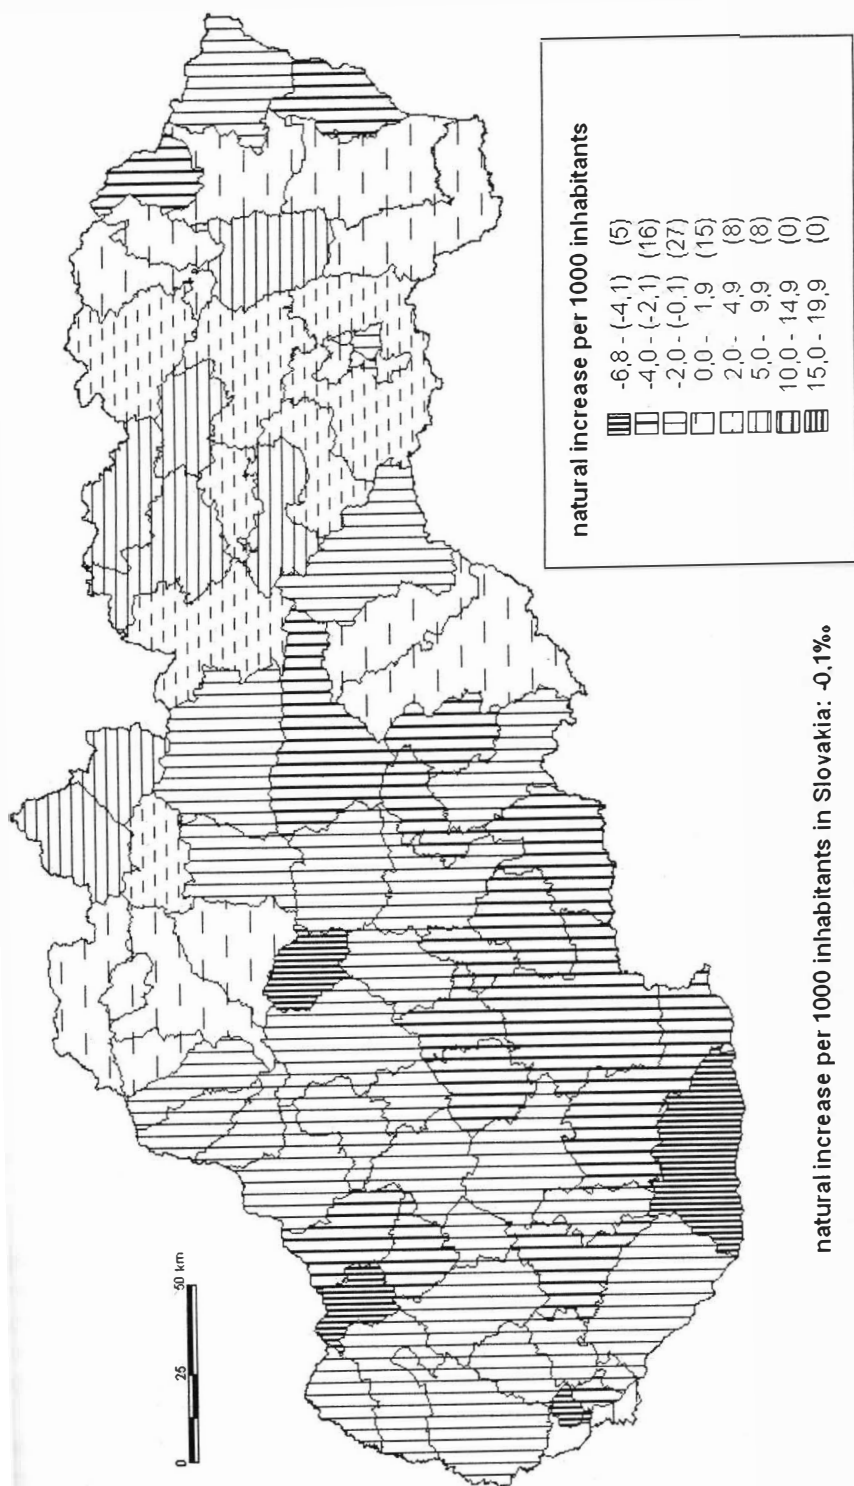 0 25 50 km
natural increase per 1000 inhabitants
-6,8 - (-4,1) (5)
-4,0 - (-2,1) (16)
-2,0 - (-0,1) (27)
0,0 - 1,9 (15)
2,0 - 4,9 (8)
5,0 - 9,9 (8)
10,0 - 14,9 (0)
15,0 - 19,9 (0)
natural increase per 1000 inhabitants in Slovakia: -0,1‰